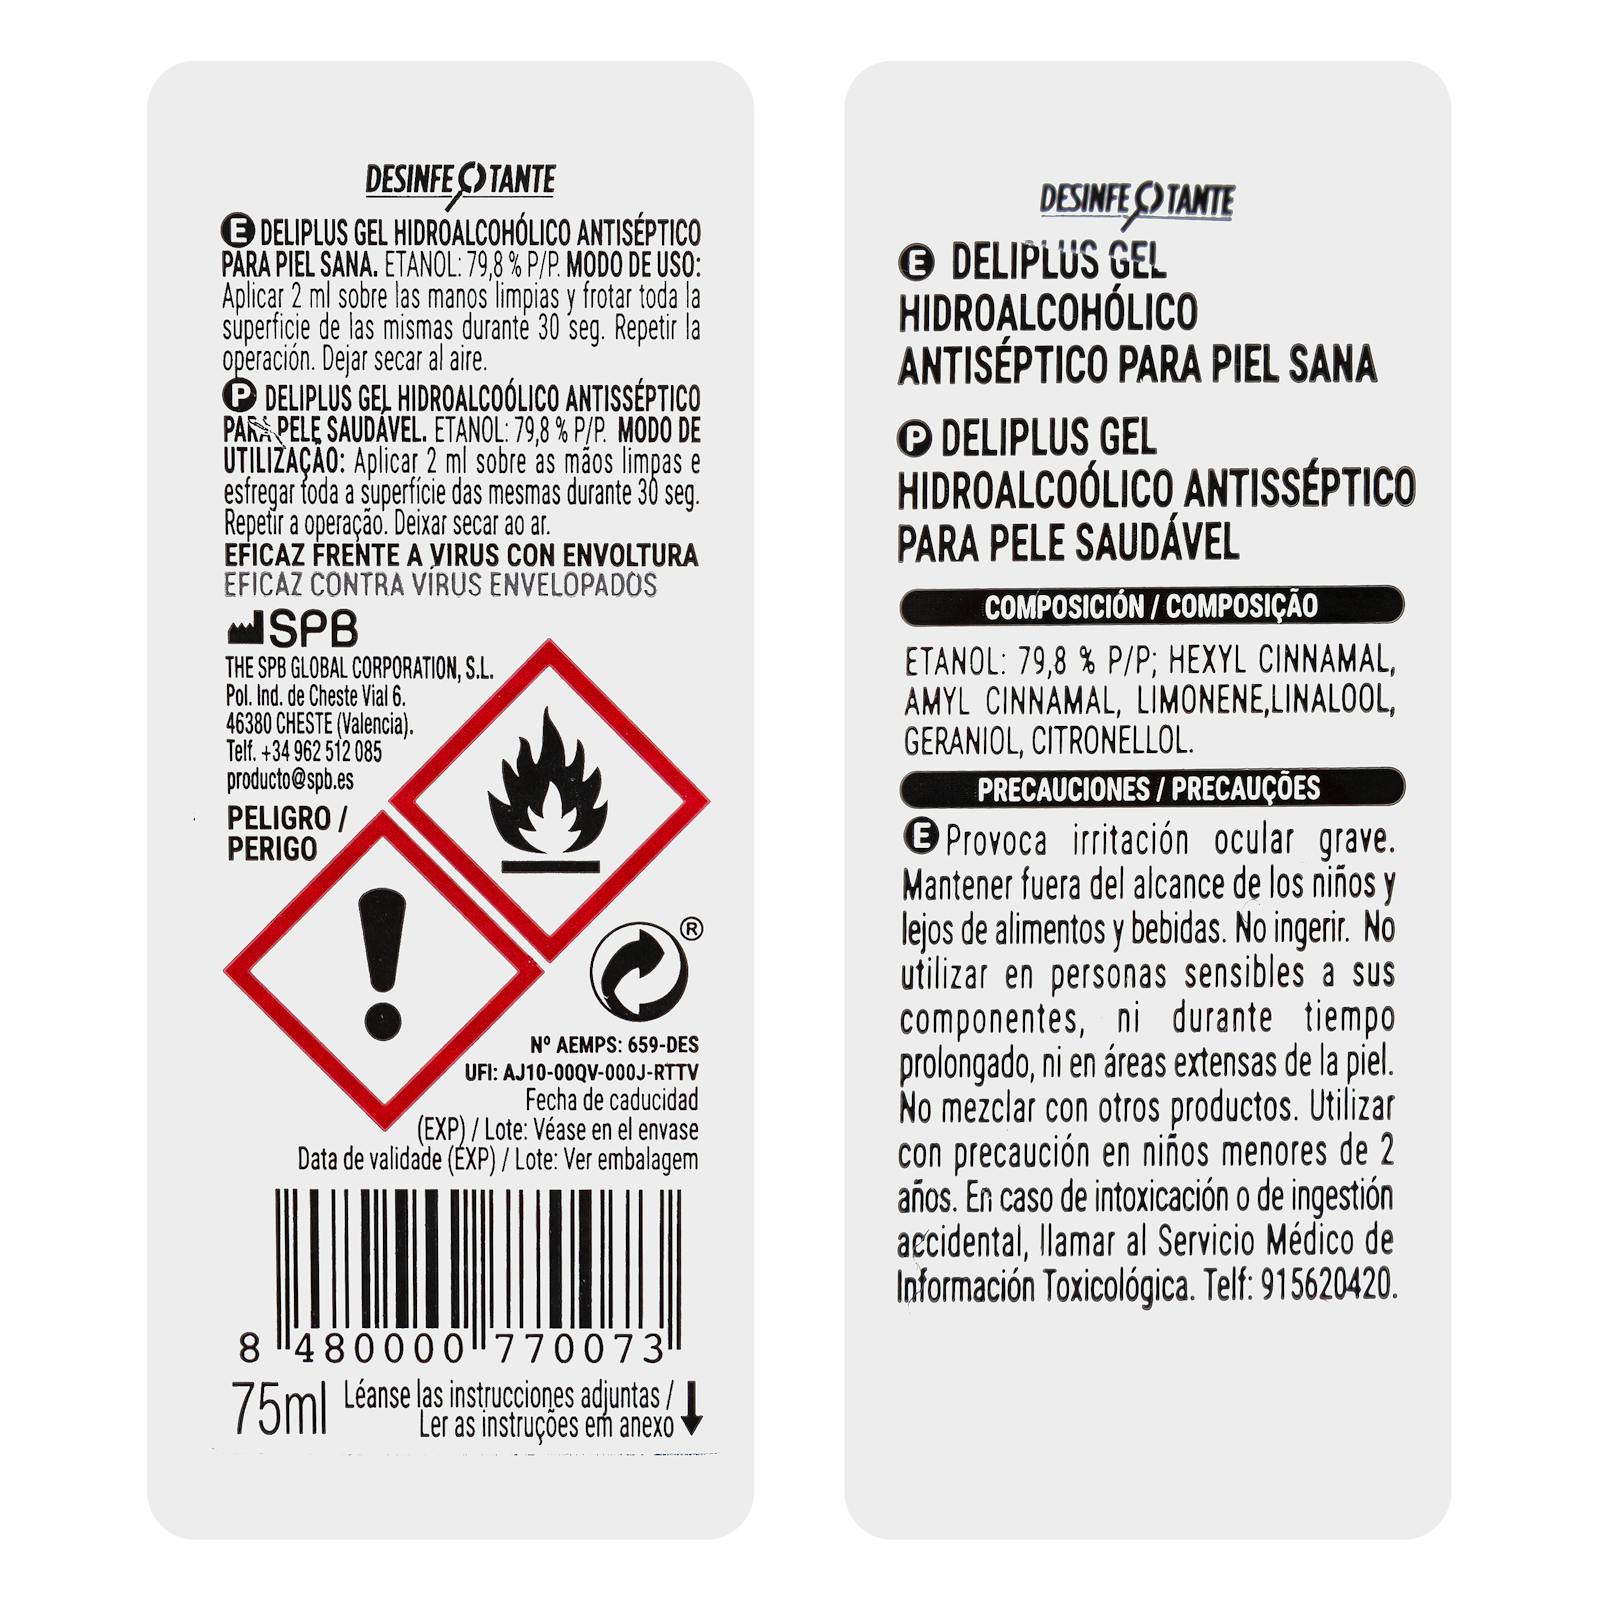 DESINFECTANTE
E DELIPLUS GEL HIDROALCOHÓLICO ANTISÉPTICO
PARA PIEL SANA. ETANOL: 79,8 % P/P. MODO DE USO:
Aplicar 2 ml sobre las manos limpias y frotar toda la
superficie de las mismas durante 30 seg. Repetir la
operación. Dejar secar al aire.
P DELIPLUS GEL HIDROALCOÓLICO ANTISSÉPTICO
PARA PELE SAUDÁVEL. ETANOL: 79,8 % P/P. MODO DE
UTILIZAÇÃO: Aplicar 2 ml sobre as mãos limpas e
esfregar toda a superfície das mesmas durante 30 seg.
Repetir a operação. Deixar secar ao ar.
EFICAZ FRENTE A VIRUS CON ENVOLTURA
EFICAZ CONTRA VÍRUS ENVELOPADOS
SPB
THE SPB GLOBAL CORPORATION, S.L.
Pol. Ind. de Cheste Vial 6.
46380 CHESTE (Valencia).
Telf. +34 962 512 085
producto@spb.es
PELIGRO /
PERIGO
®
Nº AEMPS: 659-DES
UFI: AJ10-00QV-000J-RTTV
Fecha de caducidad
(EXP) / Lote: Véase en el envase
Data de validade (EXP) / Lote: Ver embalagem
8 480000 770073
75ml
Léanse las instrucciones adjuntas /
Ler as instruções em anexo
DESINFECTANTE
E DELIPLUS GEL
HIDROALCOHÓLICO
ANTISÉPTICO PARA PIEL SANA
P DELIPLUS GEL
HIDROALCOÓLICO ANTISSÉPTICO
PARA PELE SAUDÁVEL
COMPOSICIÓN / COMPOSIÇÃO
ETANOL: 79,8 % P/P; HEXYL CINNAMAL,
AMYL CINNAMAL, LIMONENE,LINALOOL,
GERANIOL, CITRONELLOL.
PRECAUCIONES / PRECAUÇÕES
E Provoca irritación ocular grave.
Mantener fuera del alcance de los niños y
lejos de alimentos y bebidas. No ingerir. No
utilizar en personas sensibles a sus
componentes, ni durante tiempo
prolongado, ni en áreas extensas de la piel.
No mezclar con otros productos. Utilizar
con precaución en niños menores de 2
años. En caso de intoxicación o de ingestión
accidental, llamar al Servicio Médico de
Información Toxicológica. Telf: 915620420.